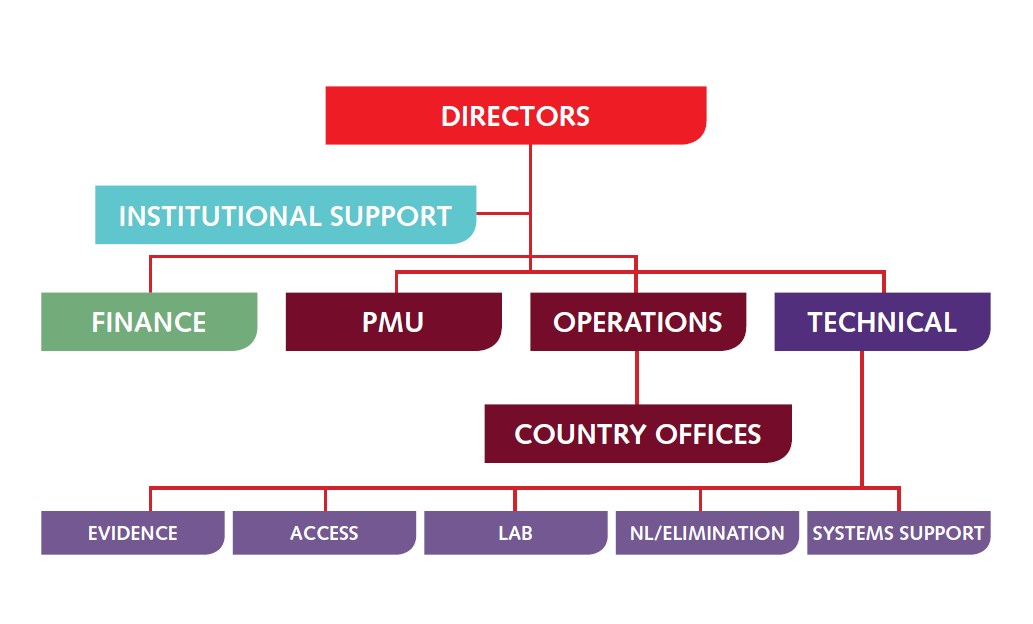 DIRECTORS
INSTITUTIONAL SUPPORT
FINANCE
PMU
OPERATIONS
TECHNICAL
COUNTRY OFFICES
EVIDENCE
ACCESS
LAB
NL/ELIMINATION
SYSTEMS SUPPORT